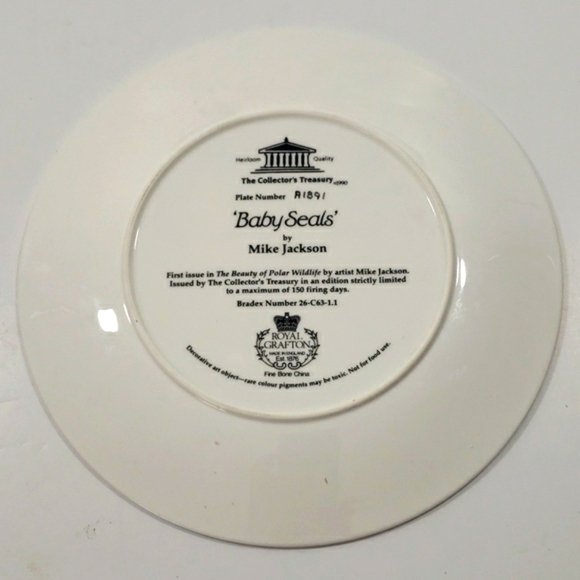 Heirloom Quality
The Collector's Treasury ©1990
Plate Number A1891
'Baby Seals'
by
Mike Jackson
First issue in The Beauty of Polar Wildlife by artist Mike Jackson.
Issued by The Collector's Treasury in an edition strictly limited
to a maximum of 150 firing days.
Bradex Number 26-C63-1.1
ROYAL
GRAFTON
MADE IN ENGLAND
Est 1876
Fine Bone China
Decorative art object—rare colour pigments may be toxic. Not for food use.